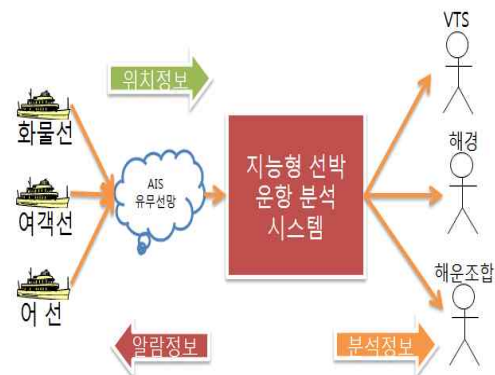 VTS
위치정보
화물선
해경
AIS
유무선망
지능형 선박
운항 분석
시스템
여객선
해운조합
어 선
알람정보
분석정보